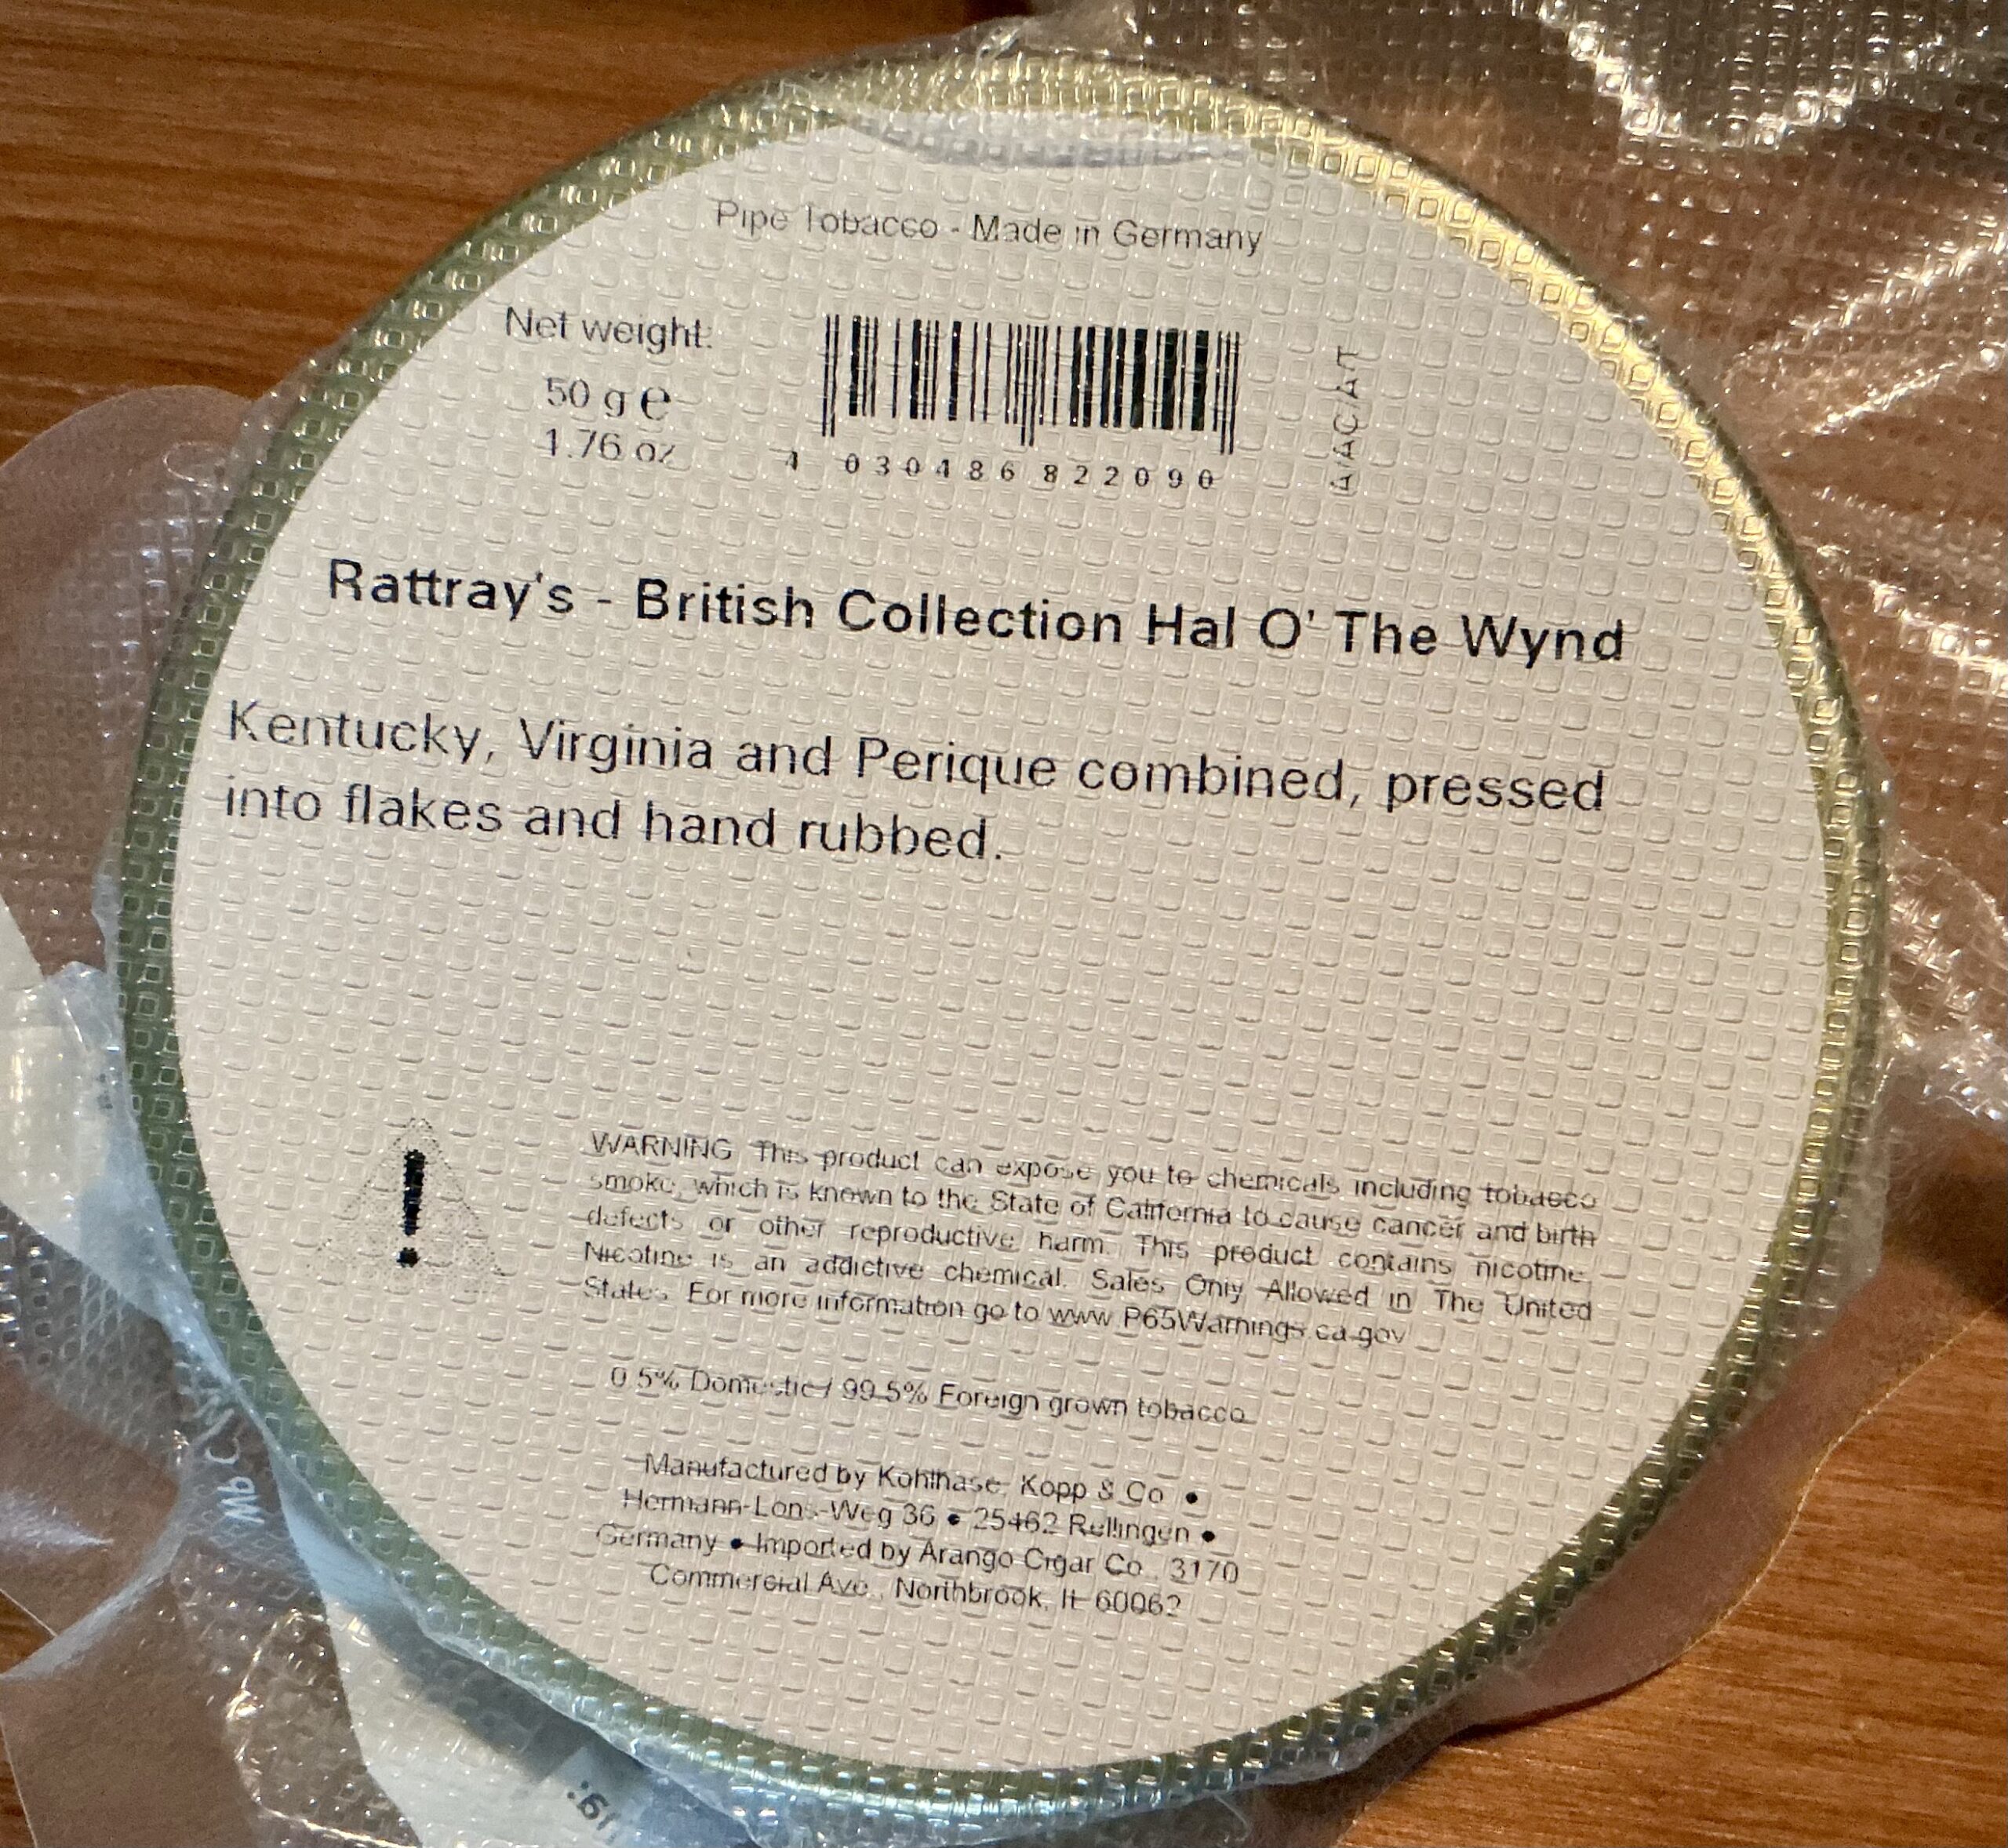 Pipe Tobacco - Made in Germany
Net weight:
50 g e
1.76 oz
4 030486 822090
Rattray's - British Collection Hal O' The Wynd
Kentucky, Virginia and Perique combined, pressed
into flakes and hand rubbed.
!
WARNING This product can expose you to chemicals including tobacco
smoke, which is known to the State of California to cause cancer and birth
defects or other reproductive harm. This product contains nicotine.
Nicotine is an addictive chemical. Sales Only Allowed in The United
States. For more information go to www.P65Warnings.ca.gov
0.5% Domestic / 99.5% Foreign grown tobacco
Manufactured by Kohlhase, Kopp & Co •
Hermann-Löns-Weg 36 • 25462 Rellingen •
Germany • Imported by Arango Cigar Co., 3170
Commercial Ave., Northbrook, IL 60062